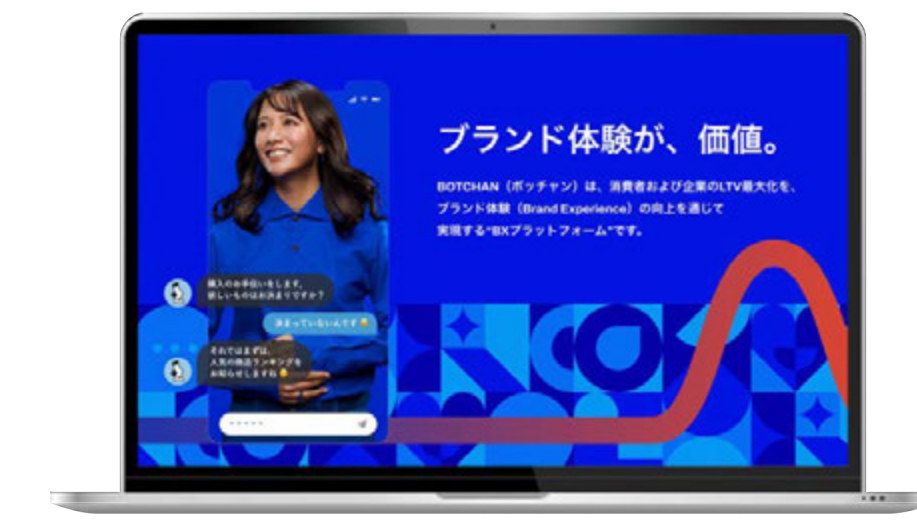 ブランド体験が、価値。
BOTCHAN（ボッチャン）は、消費者および企業のLTV最大化を、
ブランド体験（Brand Experience）の向上を通じて
実現する“BXプラットフォーム”です。
購入のお手伝いをします。
欲しいものはお決まりですか？
決まっていないんです
それではまずは、
人気の商品ランキングを
お知らせしますね